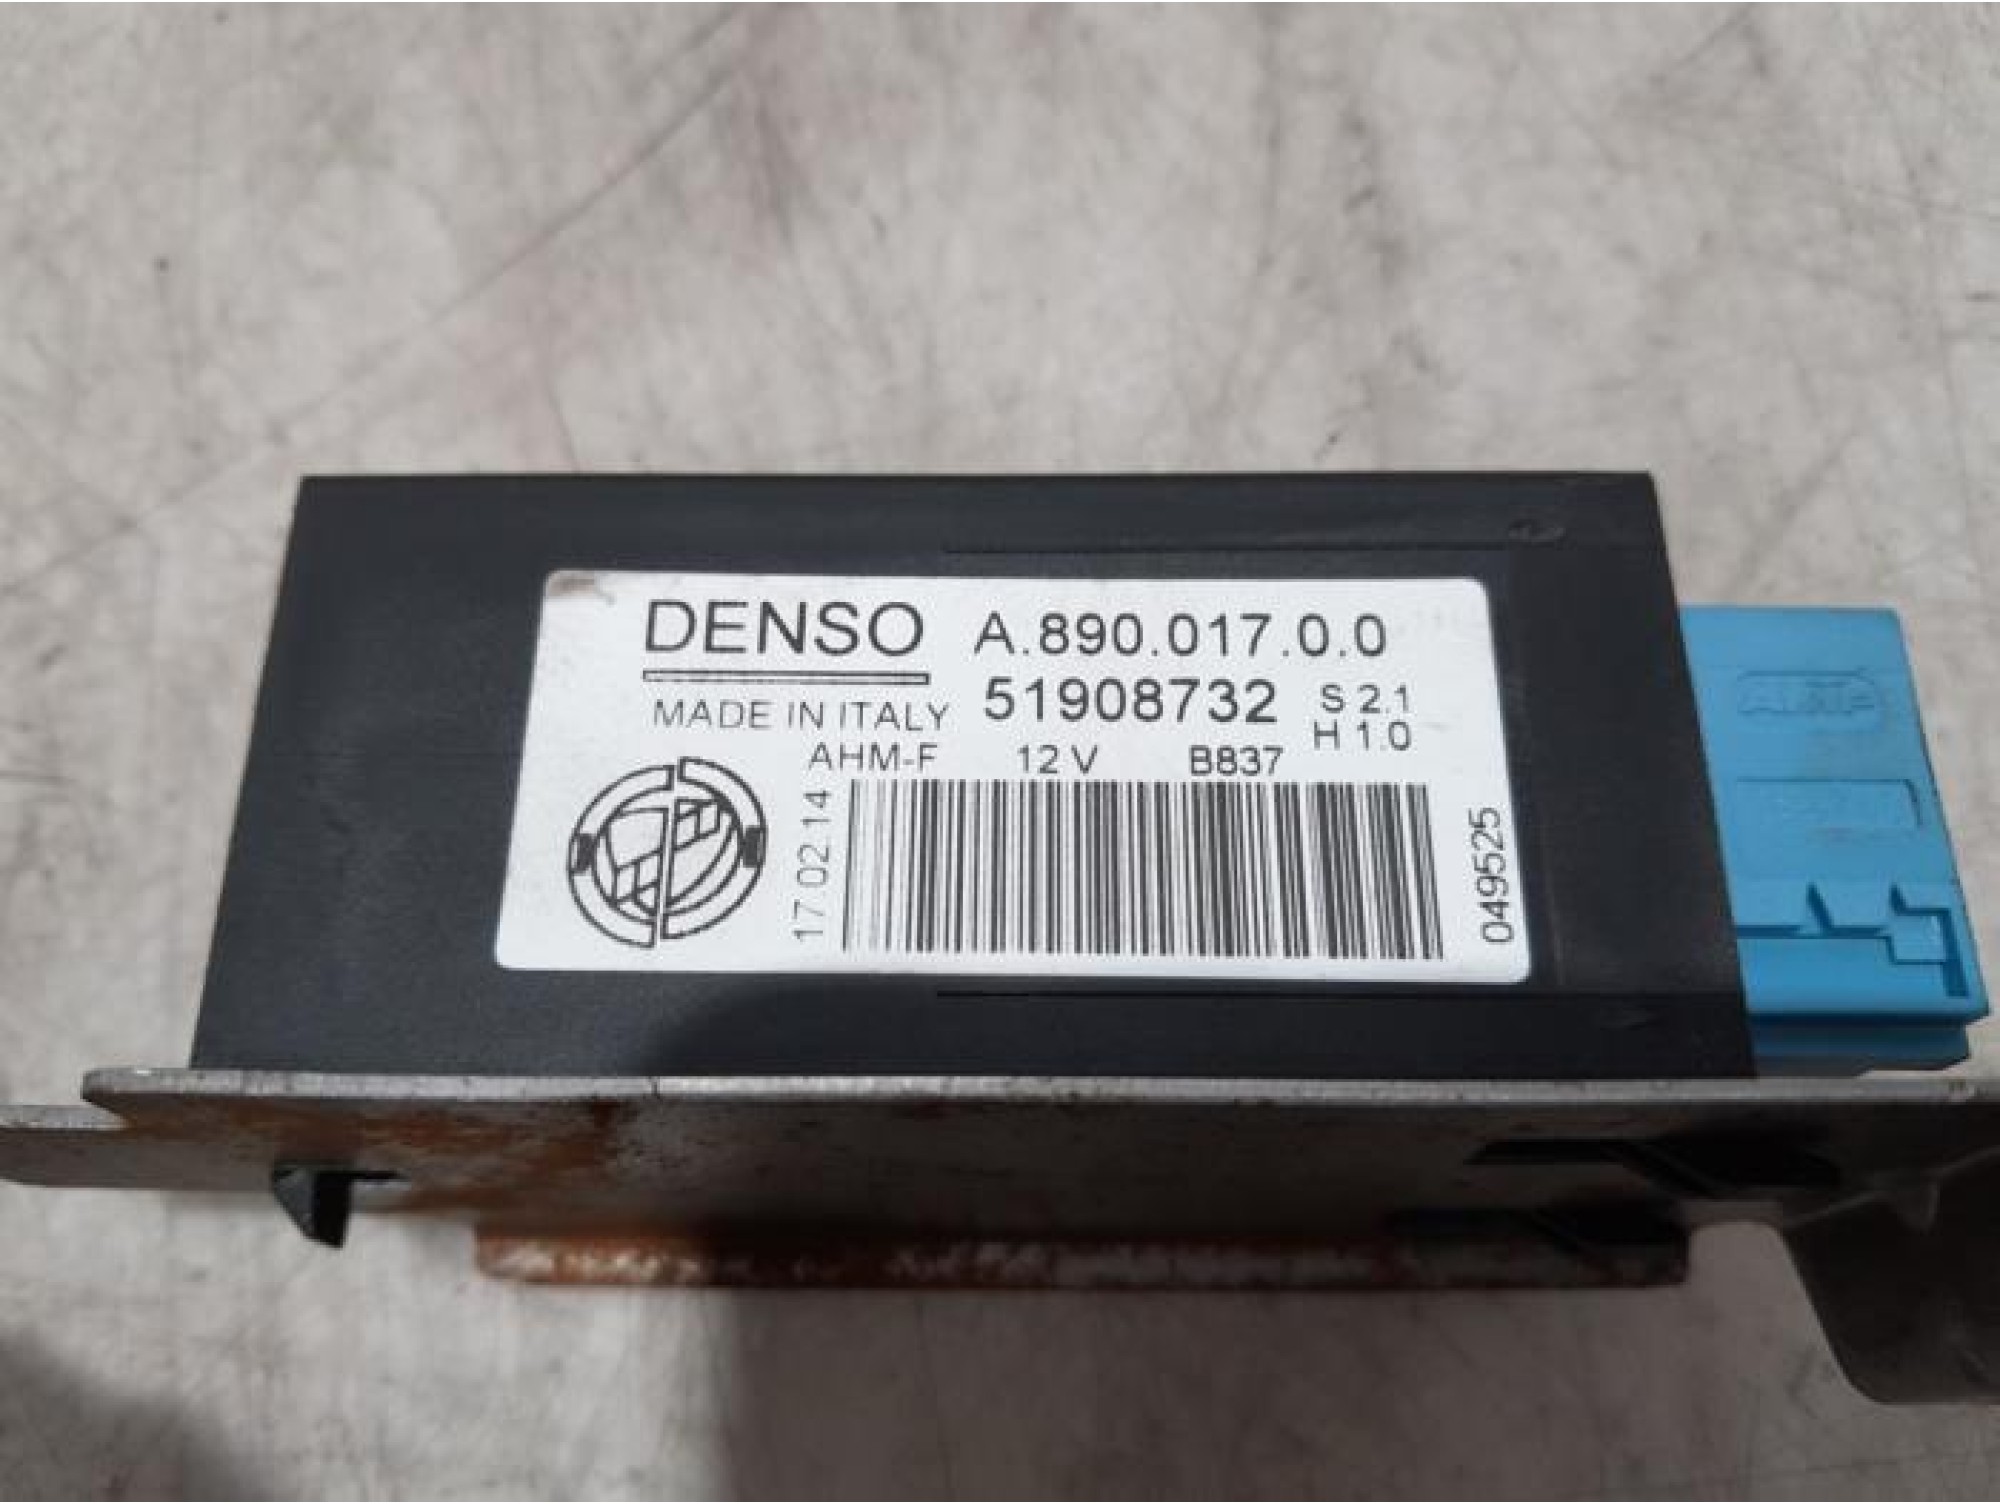 DENSO A.890.017.0.0
MADE IN ITALY 51908732 S 2.1
H 1.0
AHM-F 12 V B837
17 02 14
049525
AMP